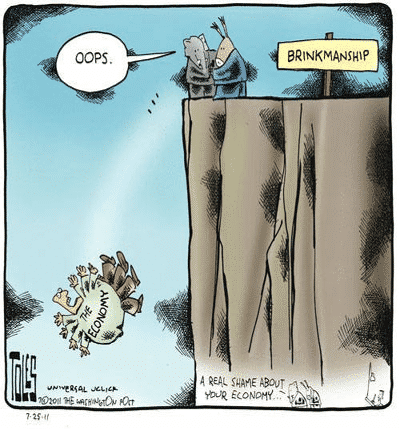 OOPS.
BRINKMANSHIP
THE
ECONOMY
A REAL SHAME ABOUT
YOUR ECONOMY...
TOLES
UNIVERSAL UCLICK
©2011 THE WASHINGTON POST
7-25-11